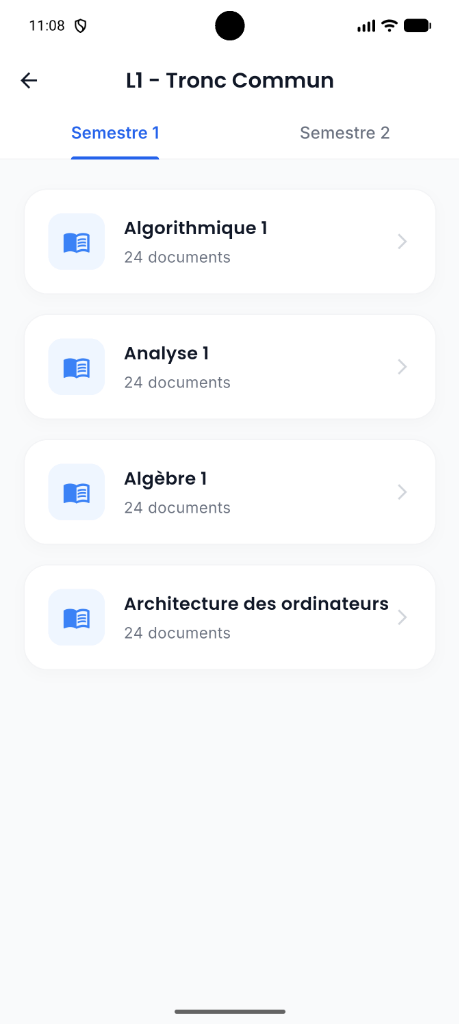 11:08
L1 - Tronc Commun
Semestre 1
Semestre 2
Algorithmique 1
24 documents
Analyse 1
24 documents
Algèbre 1
24 documents
Architecture des ordinateurs
24 documents